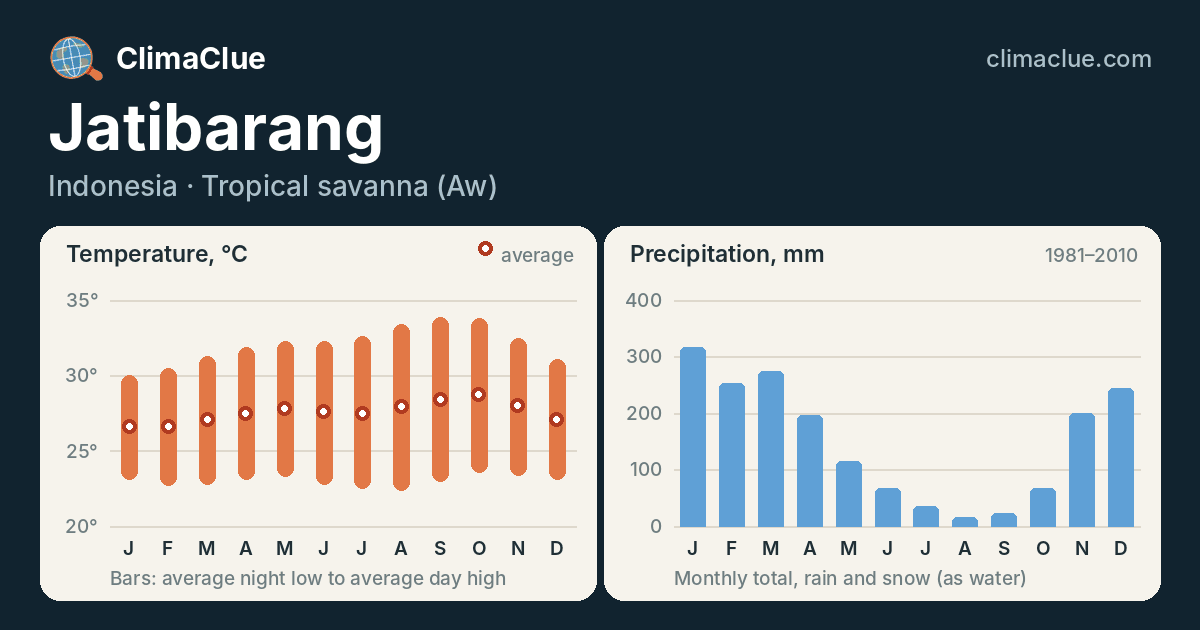 ClimaClue
climaclue.com
Jatibarang
Indonesia · Tropical savanna (Aw)
Temperature, °C
average
35°
30°
25°
20°
J F M A M J J A S O N D
Bars: average night low to average day high
Precipitation, mm
1981–2010
400
300
200
100
0
J F M A M J J A S O N D
Monthly total, rain and snow (as water)